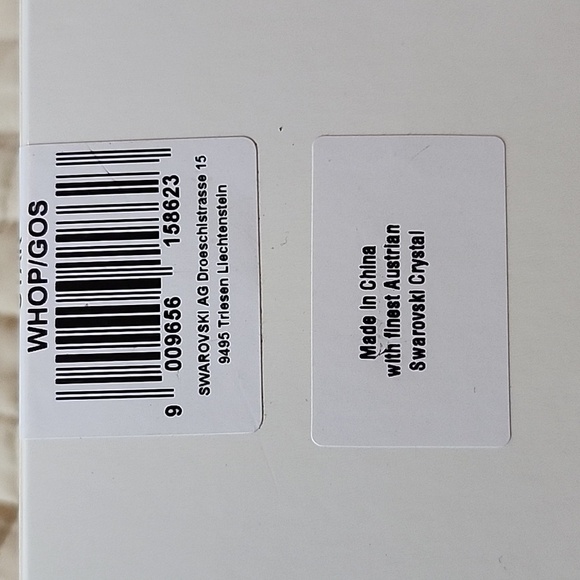 WHOP/GOS
9 009656 158623
SWAROVSKI AG Droeschlstrasse 15
9495 Triesen Liechtenstein
Made in China
with finest Austrian
Swarovski Crystal